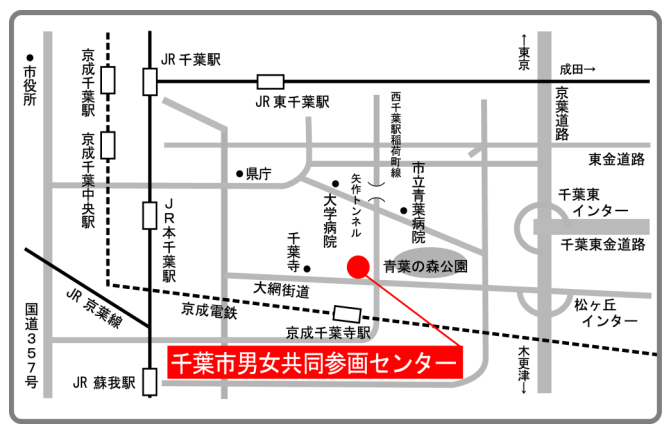 JR千葉駅
↑東京
成田→
市役所
京成千葉駅
JR東千葉駅
西千葉駅稲荷町線
京葉道路
京成千葉中央駅
東金道路
県庁
大学病院
矢作トンネル
市立青葉病院
千葉東
インター
JR本千葉駅
千葉寺
千葉東金道路
青葉の森公園
大網街道
JR京葉線
京成電鉄
松ヶ丘
インター
国道357号
京成千葉寺駅
木更津↓
千葉市男女共同参画センター
JR蘇我駅